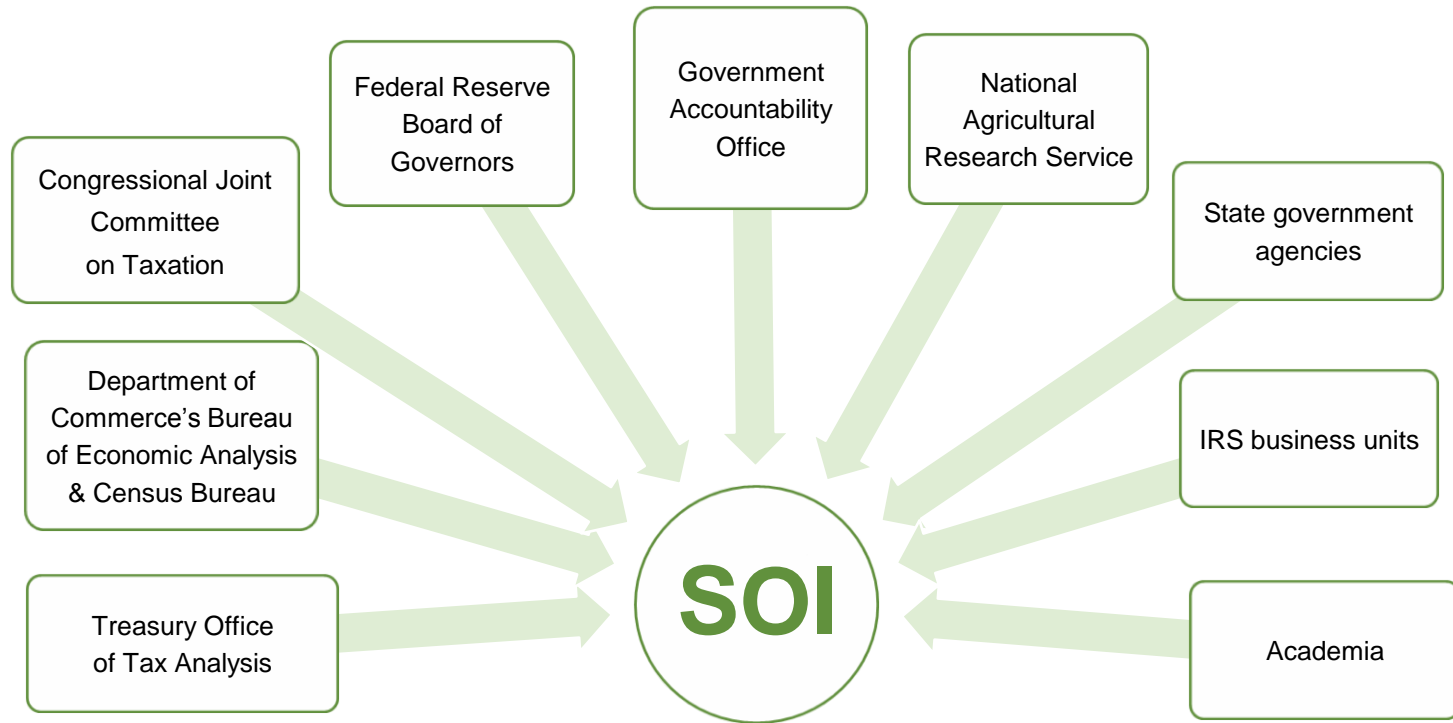 Federal Reserve
Board of
Governors
Government
Accountability
Office
National
Agricultural
Research Service
Congressional Joint
Committee
on Taxation
State government
agencies
Department of
Commerce’s Bureau
of Economic Analysis
& Census Bureau
IRS business units
Treasury Office
of Tax Analysis
SOI
Academia